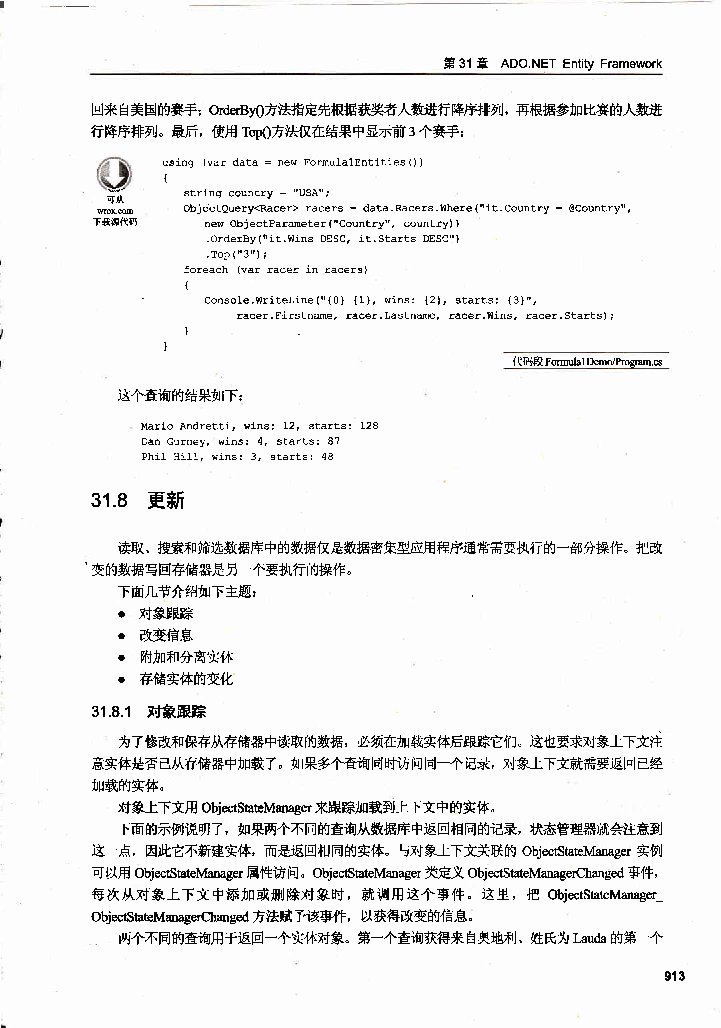 第 31 章 ADO.NET Entity Framework
回来自美国的赛手；OrderBy()方法指定先根据获奖者人数进行降序排列，再根据参加比赛的人数进
行降序排列。最后，使用 Top()方法仅在结果中显示前 3 个赛手：
可从
wrox.com
下载源代码
using (var data = new Formula1Entities())
{
string country = "USA";
ObjectQuery<Racer> racers = data.Racers.Where("it.Country = @Country",
new ObjectParameter("Country", country))
.OrderBy("it.Wins DESC, it.Starts DESC")
.Top("3");
foreach (var racer in racers)
{
Console.WriteLine("{0} {1}, wins: {2}, starts: {3}",
racer.Firstname, racer.Lastname, racer.Wins, racer.Starts);
}
}
代码段 Formula1Demo/Program.cs
这个查询的结果如下：
Mario Andretti, wins: 12, starts: 128
Dan Gurney, wins: 4, starts: 87
Phil Hill, wins: 3, starts: 48
31.8 更新
读取、搜索和筛选数据库中的数据仅是数据密集型应用程序通常需要执行的一部分操作。把改
变的数据写回存储器是另一个要执行的操作。
下面几节介绍如下主题：
● 对象跟踪
● 改变信息
● 附加和分离实体
● 存储实体的变化
31.8.1 对象跟踪
为了修改和保存从存储器中读取的数据，必须在加载实体后跟踪它们。这也要求对象上下文注
意实体是否已从存储器中加载了。如果多个查询同时访问同一个记录，对象上下文就需要返回已经
加载的实体。
对象上下文用 ObjectStateManager 来跟踪加载到上下文中的实体。
下面的示例说明了，如果两个不同的查询从数据库中返回相同的记录，状态管理器就会注意到
这一点，因此它不新建实体，而是返回相同的实体。与对象上下文关联的 ObjectStateManager 实例
可以用 ObjectStateManager 属性访问。ObjectStateManager 类定义 ObjectStateManagerChanged 事件，
每次从对象上下文中添加或删除对象时，就调用这个事件。这里，把 ObjectStateManager_
ObjectStateManagerChanged 方法赋予该事件，以获得改变的信息。
两个不同的查询用于返回一个实体对象。第一个查询获得来自奥地利、姓氏为 Lauda 的第一个
913